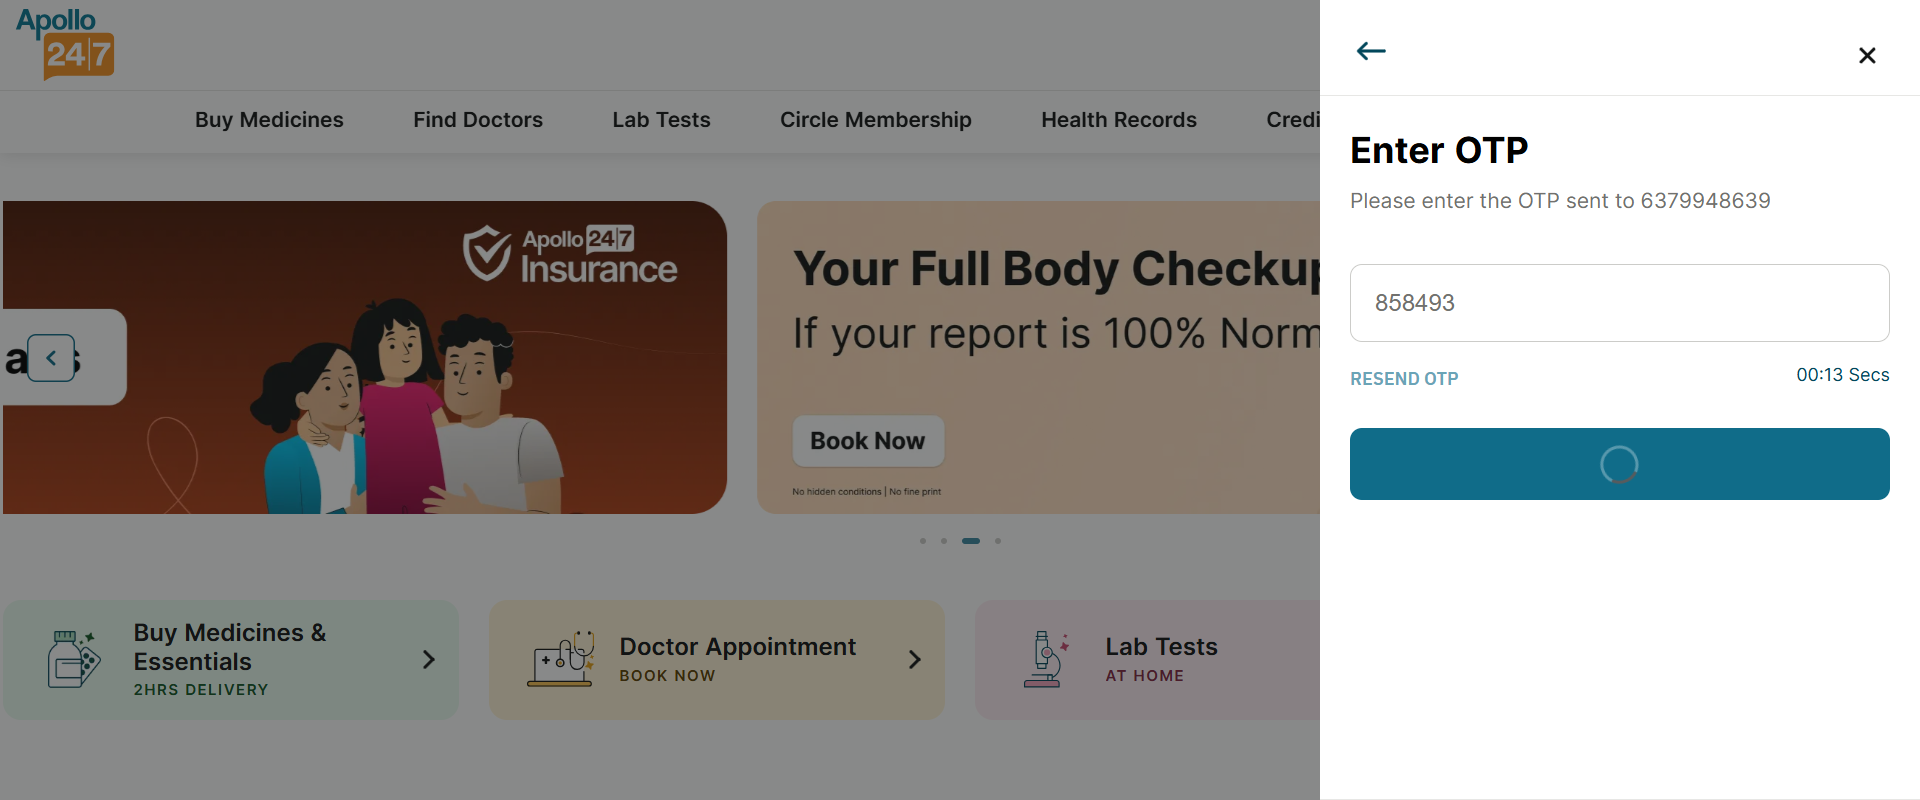 Apollo
24|7
Buy Medicines
Find Doctors
Lab Tests
Circle Membership
Health Records
Credi
Apollo 24|7
Insurance
Your Full Body Checkup
If your report is 100% Norm
Book Now
No hidden conditions | No fine print
Buy Medicines &
Essentials
2HRS DELIVERY
Doctor Appointment
BOOK NOW
Lab Tests
AT HOME
Enter OTP
Please enter the OTP sent to 6379948639
858493
RESEND OTP
00:13 Secs